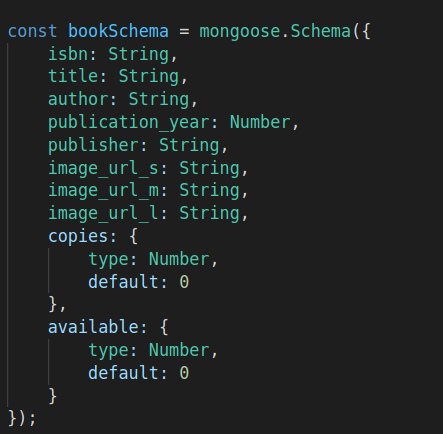 const bookSchema = mongoose.Schema({
    isbn: String,
    title: String,
    author: String,
    publication_year: Number,
    publisher: String,
    image_url_s: String,
    image_url_m: String,
    image_url_l: String,
    copies: {
        type: Number,
        default: 0
    },
    available: {
        type: Number,
        default: 0
    }
});